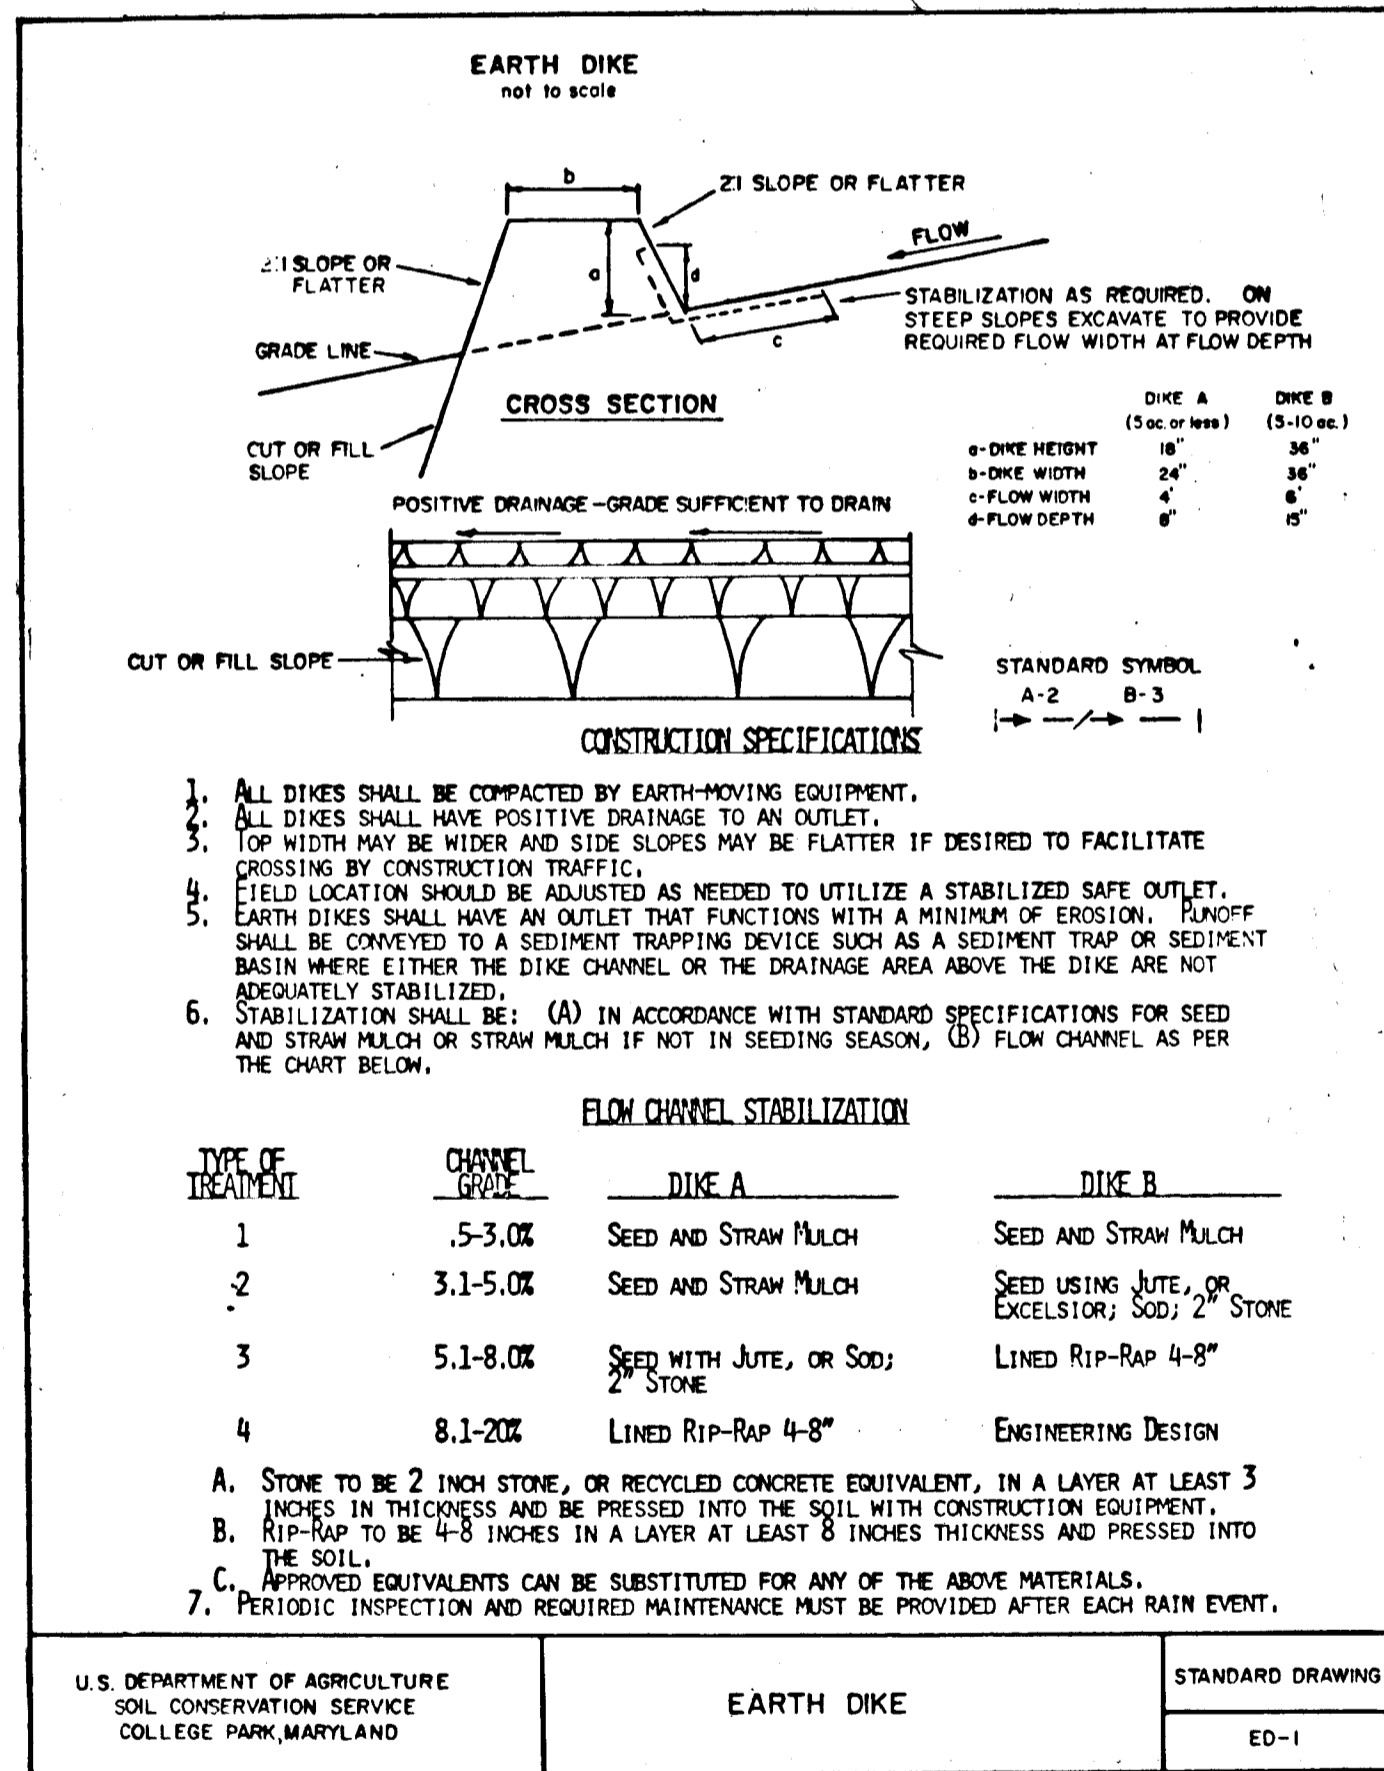 EARTH DIKE
not to scale
b
2:1 SLOPE OR FLATTER
FLOW
2:1 SLOPE OR
FLATTER
a
d
STABILIZATION AS REQUIRED. ON
STEEP SLOPES EXCAVATE TO PROVIDE
REQUIRED FLOW WIDTH AT FLOW DEPTH
c
GRADE LINE
CROSS SECTION
CUT OR FILL
SLOPE
DIKE A DIKE B
(5 ac. or less) (5-10 ac.)
a-DIKE HEIGHT 18" 36"
b-DIKE WIDTH 24" 36"
c-FLOW WIDTH 4' 6'
d-FLOW DEPTH 8" 15"
POSITIVE DRAINAGE-GRADE SUFFICIENT TO DRAIN
CUT OR FILL SLOPE
STANDARD SYMBOL
A-2 B-3
CONSTRUCTION SPECIFICATIONS
1. ALL DIKES SHALL BE COMPACTED BY EARTH-MOVING EQUIPMENT.
2. ALL DIKES SHALL HAVE POSITIVE DRAINAGE TO AN OUTLET.
3. TOP WIDTH MAY BE WIDER AND SIDE SLOPES MAY BE FLATTER IF DESIRED TO FACILITATE
CROSSING BY CONSTRUCTION TRAFFIC.
4. FIELD LOCATION SHOULD BE ADJUSTED AS NEEDED TO UTILIZE A STABILIZED SAFE OUTLET.
5. EARTH DIKES SHALL HAVE AN OUTLET THAT FUNCTIONS WITH A MINIMUM OF EROSION. RUNOFF
SHALL BE CONVEYED TO A SEDIMENT TRAPPING DEVICE SUCH AS A SEDIMENT TRAP OR SEDIMENT
BASIN WHERE EITHER THE DIKE CHANNEL OR THE DRAINAGE AREA ABOVE THE DIKE ARE NOT
ADEQUATELY STABILIZED.
6. STABILIZATION SHALL BE: (A) IN ACCORDANCE WITH STANDARD SPECIFICATIONS FOR SEED
AND STRAW MULCH OR STRAW MULCH IF NOT IN SEEDING SEASON, (B) FLOW CHANNEL AS PER
THE CHART BELOW.
FLOW CHANNEL STABILIZATION
TYPE OF CHANNEL
TREATMENT GRADE DIKE A DIKE B
1 .5-3.0% SEED AND STRAW MULCH SEED AND STRAW MULCH
2 3.1-5.0% SEED AND STRAW MULCH SEED USING JUTE, OR
EXCELSIOR; SOD; 2" STONE
3 5.1-8.0% SEED WITH JUTE, OR SOD; LINED RIP-RAP 4-8"
2" STONE
4 8.1-20% LINED RIP-RAP 4-8" ENGINEERING DESIGN
A. STONE TO BE 2 INCH STONE, OR RECYCLED CONCRETE EQUIVALENT, IN A LAYER AT LEAST 3
INCHES IN THICKNESS AND BE PRESSED INTO THE SOIL WITH CONSTRUCTION EQUIPMENT.
B. RIP-RAP TO BE 4-8 INCHES IN A LAYER AT LEAST 8 INCHES THICKNESS AND PRESSED INTO
THE SOIL.
C. APPROVED EQUIVALENTS CAN BE SUBSTITUTED FOR ANY OF THE ABOVE MATERIALS.
7. PERIODIC INSPECTION AND REQUIRED MAINTENANCE MUST BE PROVIDED AFTER EACH RAIN EVENT.
U.S. DEPARTMENT OF AGRICULTURE
SOIL CONSERVATION SERVICE
COLLEGE PARK, MARYLAND
EARTH DIKE
STANDARD DRAWING
ED-1